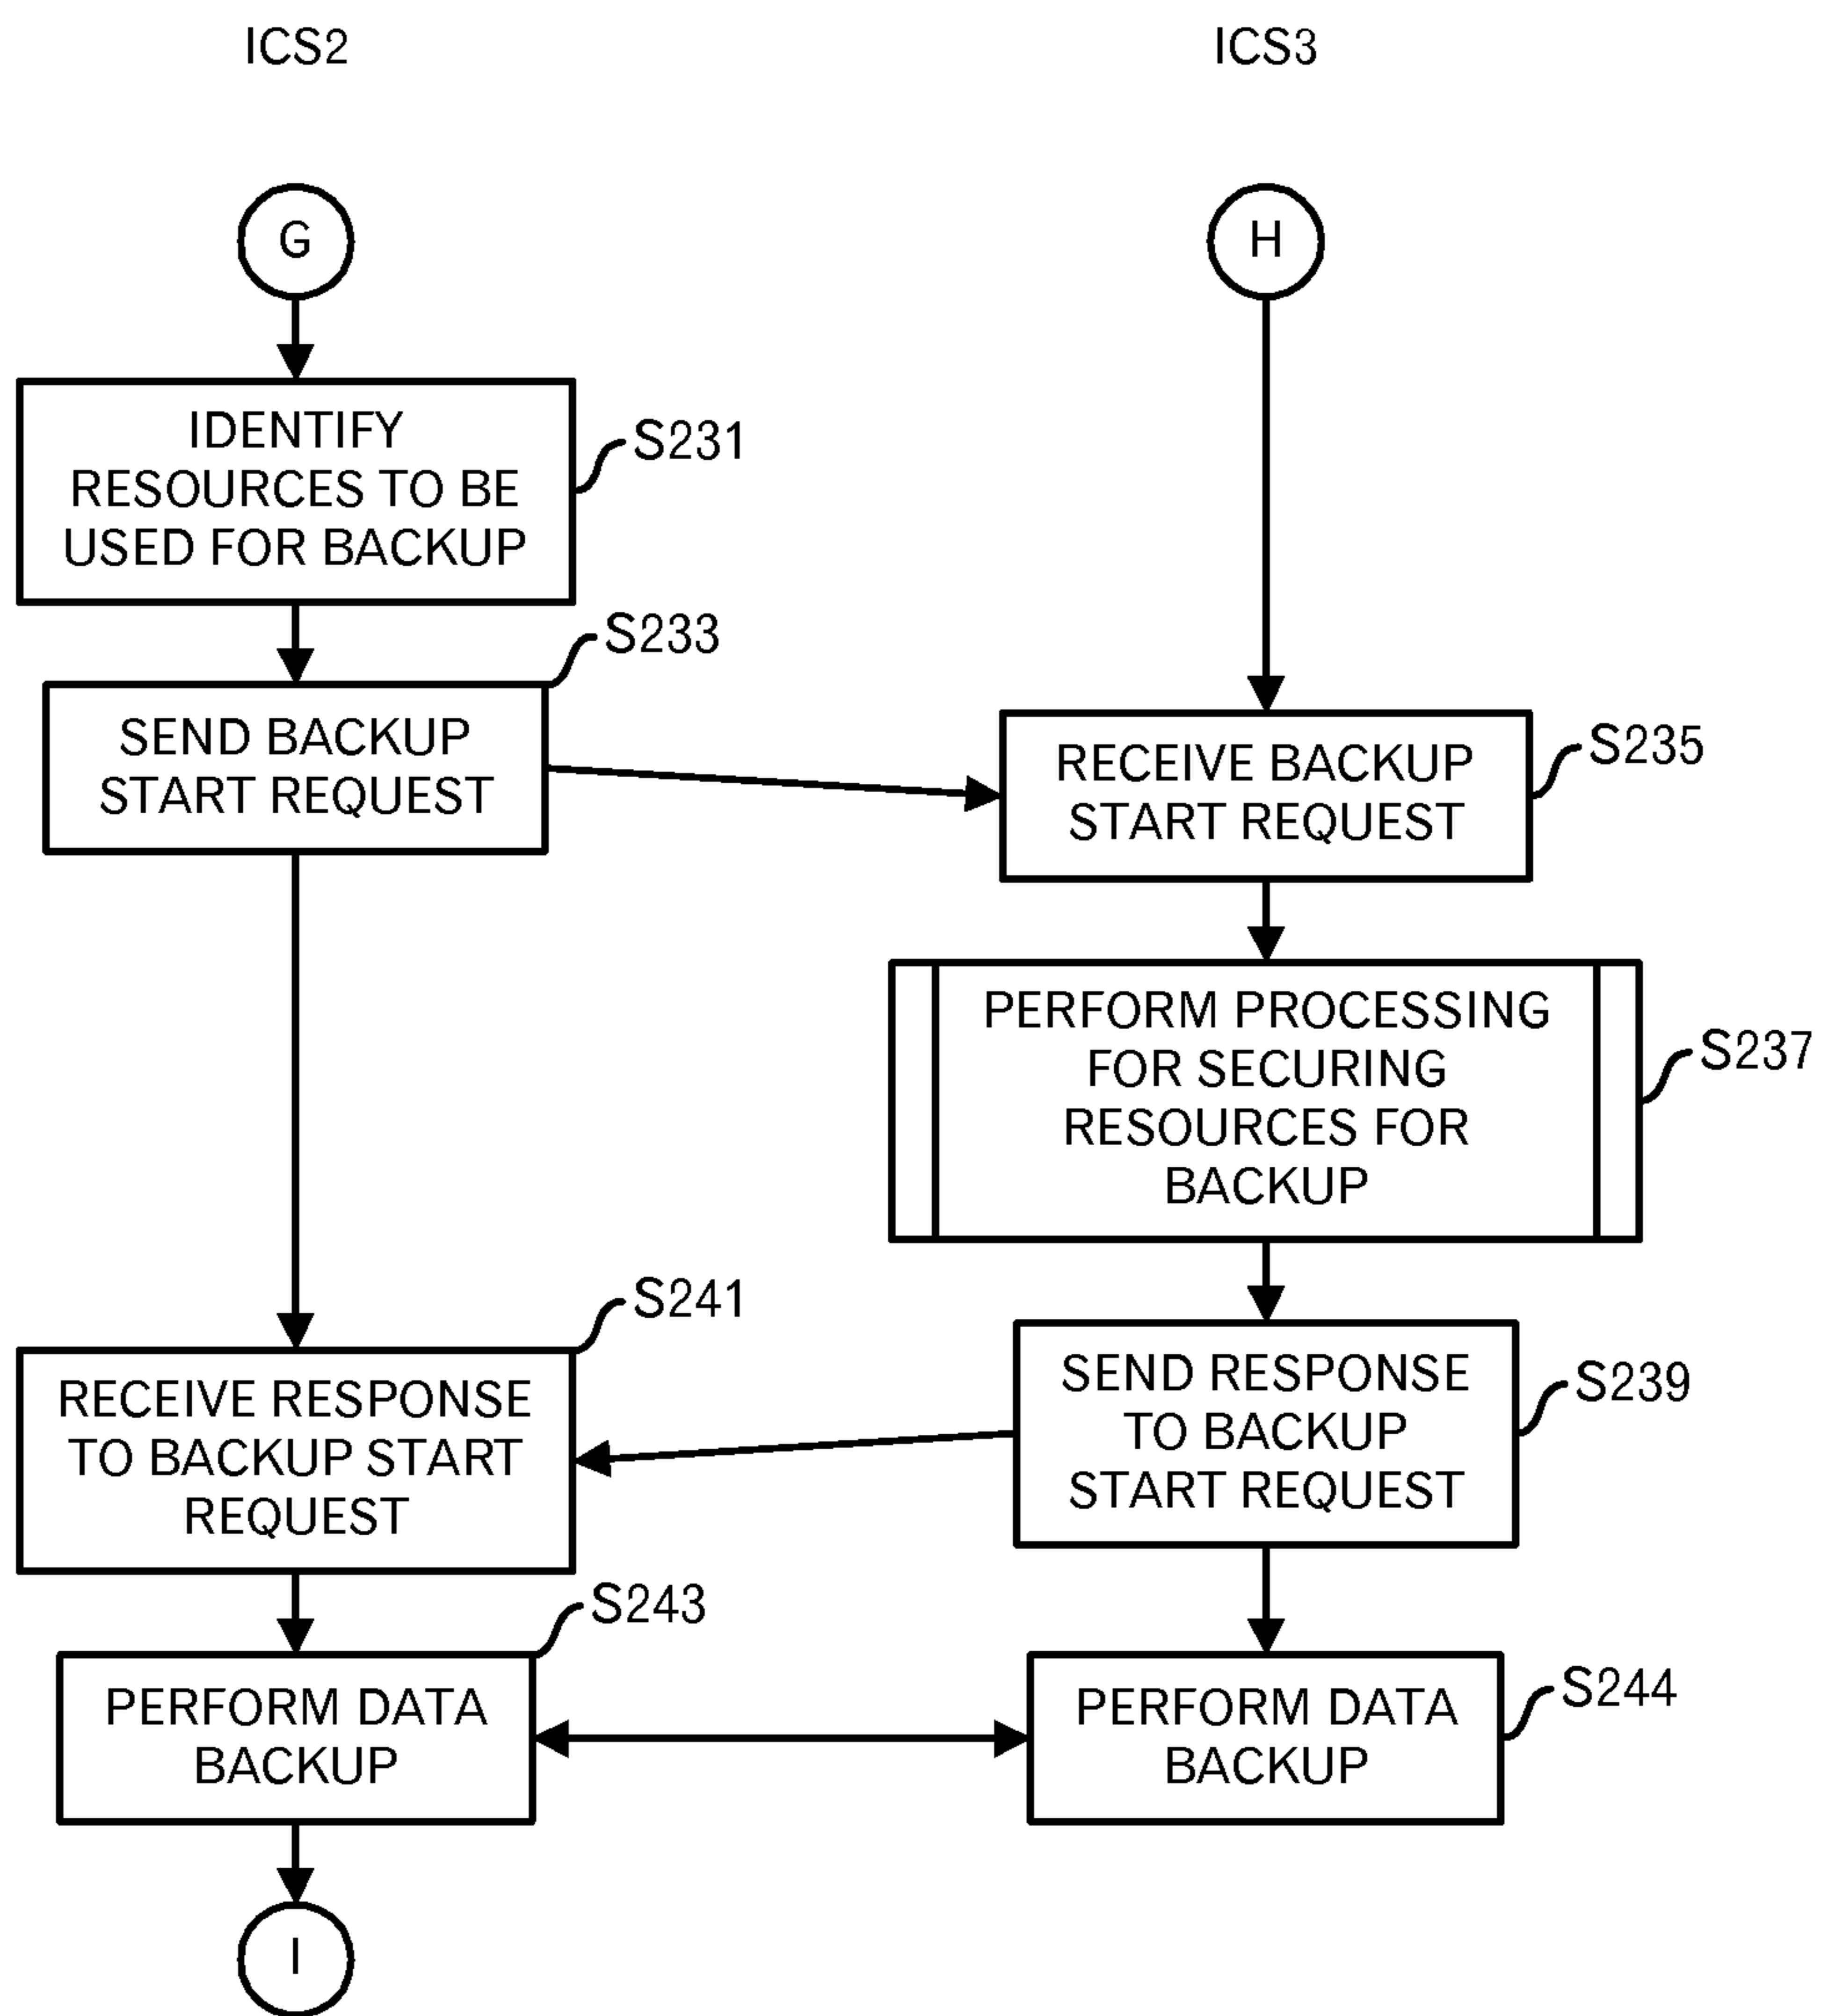 ICS2
ICS3
G
H
IDENTIFY
RESOURCES TO BE
USED FOR BACKUP
S231
S233
SEND BACKUP
START REQUEST
RECEIVE BACKUP
START REQUEST
S235
PERFORM PROCESSING
FOR SECURING
RESOURCES FOR
BACKUP
S237
S241
RECEIVE RESPONSE
TO BACKUP START
REQUEST
SEND RESPONSE
TO BACKUP
START REQUEST
S239
S243
PERFORM DATA
BACKUP
PERFORM DATA
BACKUP
S244
I